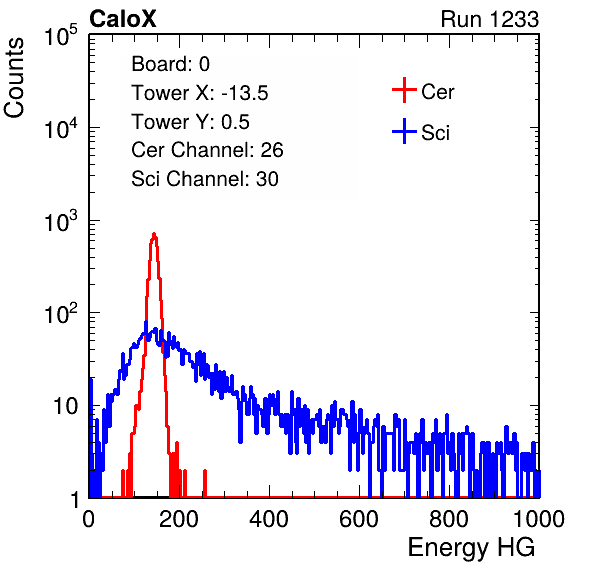 CaloX Run 1233
Board: 0
Tower X: -13.5
Tower Y: 0.5
Cer Channel: 26
Sci Channel: 30
Cer
Sci
Counts
10^5
10^4
10^3
10^2
10
1
0 200 400 600 800 1000
Energy HG